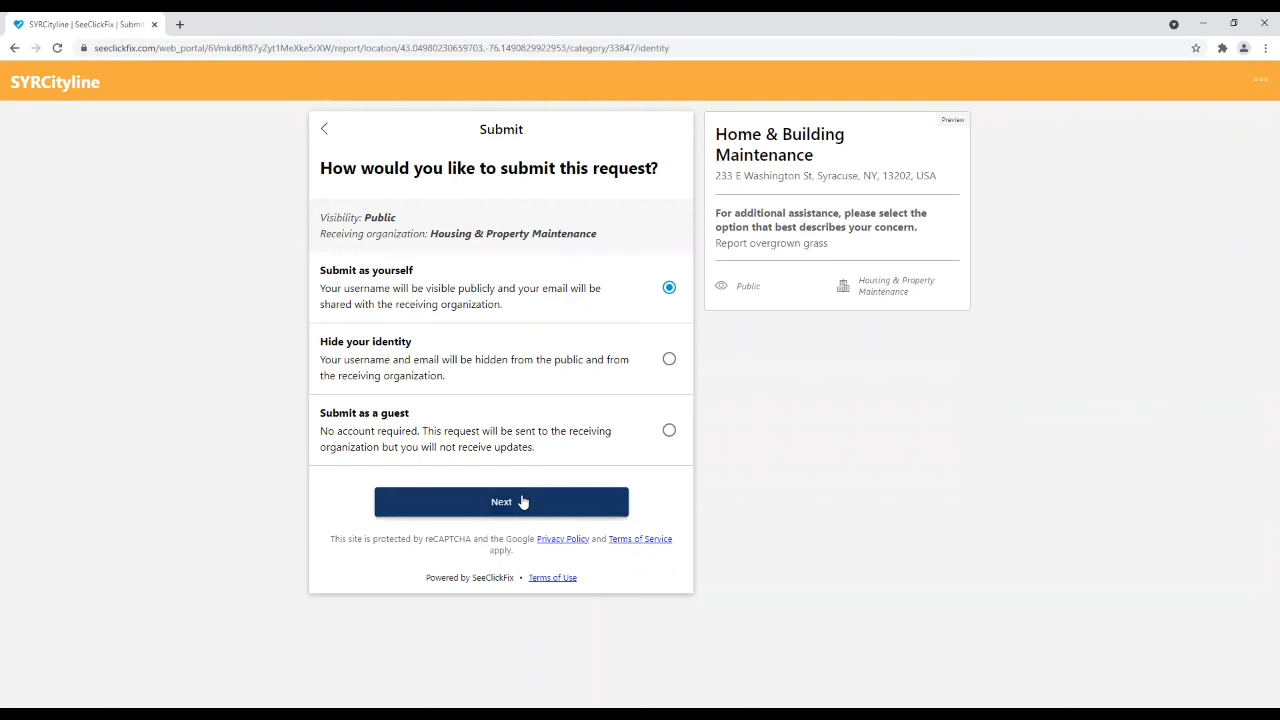 SYRCityline | SeeClickFix | Submi
seeclickfix.com/web_portal/6Vmkd6ft87yZyt1MeXke5rXW/report/location/43.04980230659703,-76.1490829922953/category/33847/identity
SYRCityline
Submit
How would you like to submit this request?
Visibility: Public
Receiving organization: Housing & Property Maintenance
Submit as yourself
Your username will be visible publicly and your email will be
shared with the receiving organization.
Hide your identity
Your username and email will be hidden from the public and from
the receiving organization.
Submit as a guest
No account required. This request will be sent to the receiving
organization but you will not receive updates.
Next
This site is protected by reCAPTCHA and the Google Privacy Policy and Terms of Service
apply.
Powered by SeeClickFix • Terms of Use
Preview
Home & Building
Maintenance
233 E Washington St, Syracuse, NY, 13202, USA
For additional assistance, please select the
option that best describes your concern.
Report overgrown grass
Public
Housing & Property
Maintenance